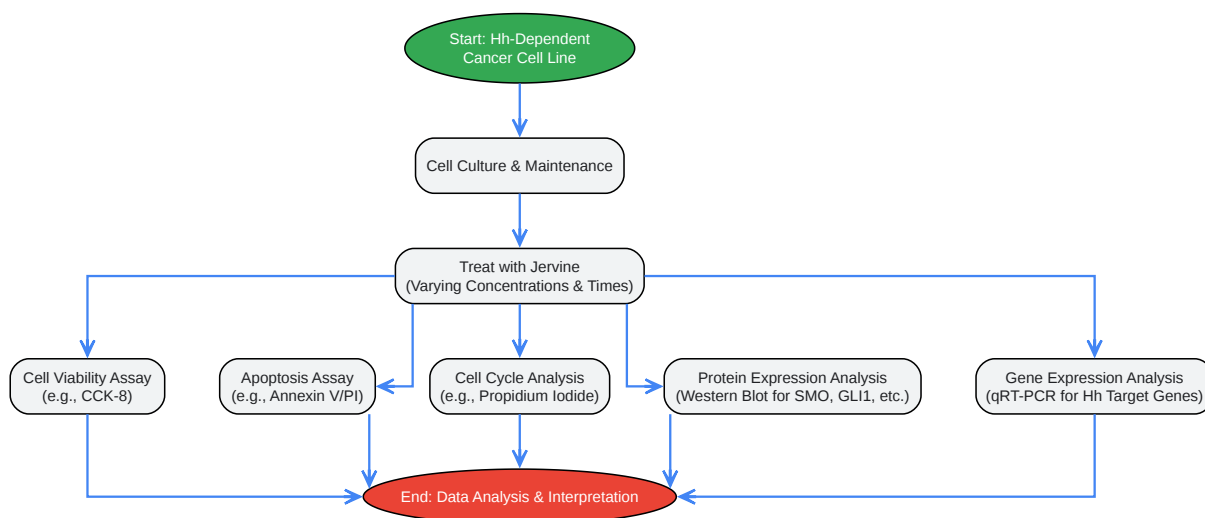 Start: Hh-Dependent
Cancer Cell Line
Cell Culture & Maintenance
Treat with Jervine
(Varying Concentrations & Times)
Cell Viability Assay
(e.g., CCK-8)
Apoptosis Assay
(e.g., Annexin V/PI)
Cell Cycle Analysis
(e.g., Propidium Iodide)
Protein Expression Analysis
(Western Blot for SMO, GLI1, etc.)
Gene Expression Analysis
(qRT-PCR for Hh Target Genes)
End: Data Analysis & Interpretation